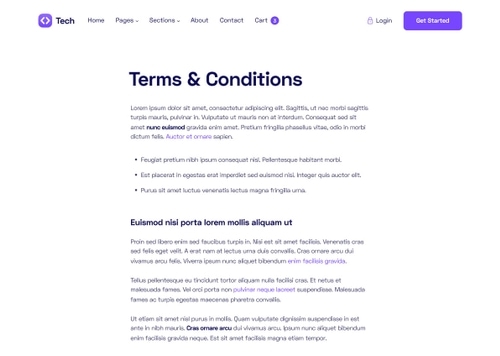 Tech Home Pages Sections About Contact Cart 3 Login Get Started
Terms & Conditions
Lorem ipsum dolor sit amet, consectetur adipiscing elit. Sagittis, ut nec morbi sagittis
turpis mauris, pulvinar in. Vulputate ut mauris non at interdum. Consequat sed sit
amet nunc euismod gravida enim amet. Pretium fringilla phasellus vitae, odio in morbi
dictum felis. Auctor et ornare sapien.
Feugiat pretium nibh ipsum consequat nisl. Pellentesque habitant morbi.
Est placerat in egestas erat imperdiet sed euismod nisi. Integer quis auctor elit.
Purus sit amet luctus venenatis lectus magna fringilla urna.
Euismod nisi porta lorem mollis aliquam ut
Proin sed libero enim sed faucibus turpis in. Nisl est sit amet facilisis. Venenatis cras
sed felis eget velit. A erat nam at lectus urna duis convallis. Cras ornare arcu dui
vivamus arcu felis. Viverra ipsum nunc aliquet bibendum enim facilisis gravida.
Tellus pellentesque eu tincidunt tortor aliquam nulla facilisi cras. Et netus et
malesuada fames. Vel orci porta non pulvinar neque laoreet suspendisse. Malesuada
fames ac turpis egestas maecenas pharetra convallis.
Ut etiam sit amet nisl purus in mollis. Quam vulputate dignissim suspendisse in est
ante in nibh mauris. Cras ornare arcu dui vivamus arcu. Ipsum nunc aliquet bibendum
enim facilisis gravida neque. Est sit amet facilisis magna etiam tempor.